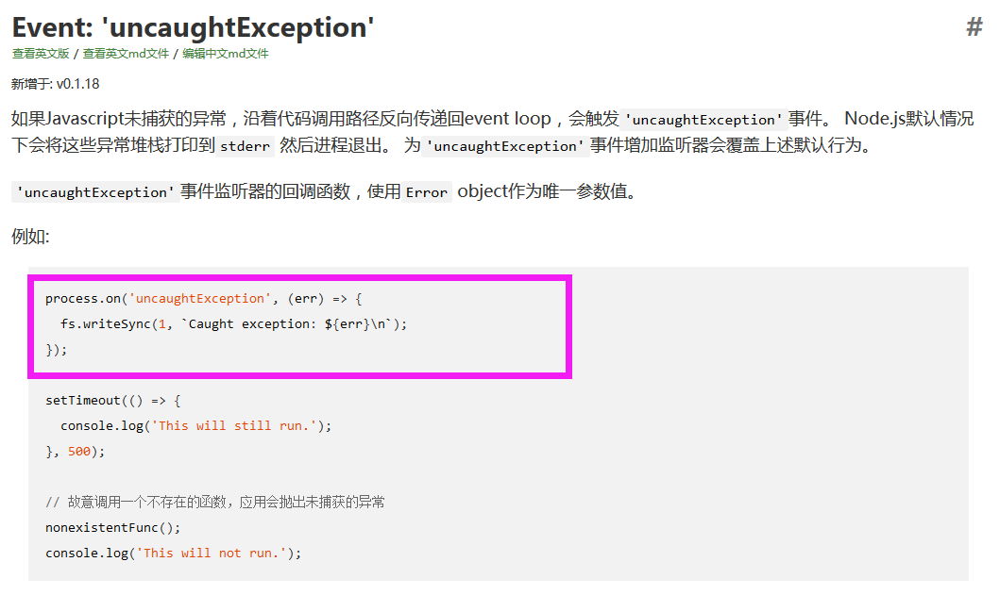 Event: 'uncaughtException'
#
查看英文版 / 查看英文md文件 / 编辑中文md文件
新增于: v0.1.18
如果Javascript未捕获的异常，沿着代码调用路径反向传递回event loop，会触发 'uncaughtException' 事件。 Node.js默认情况
下会将这些异常堆栈打印到 stderr 然后进程退出。 为 'uncaughtException' 事件增加监听器会覆盖上述默认行为。
'uncaughtException' 事件监听器的回调函数，使用 Error object作为唯一参数值。
例如:
process.on('uncaughtException', (err) => {
  fs.writeSync(1, `Caught exception: ${err}\n`);
});
setTimeout(() => {
  console.log('This will still run.');
}, 500);
// 故意调用一个不存在的函数，应用会抛出未捕获的异常
nonexistentFunc();
console.log('This will not run.');